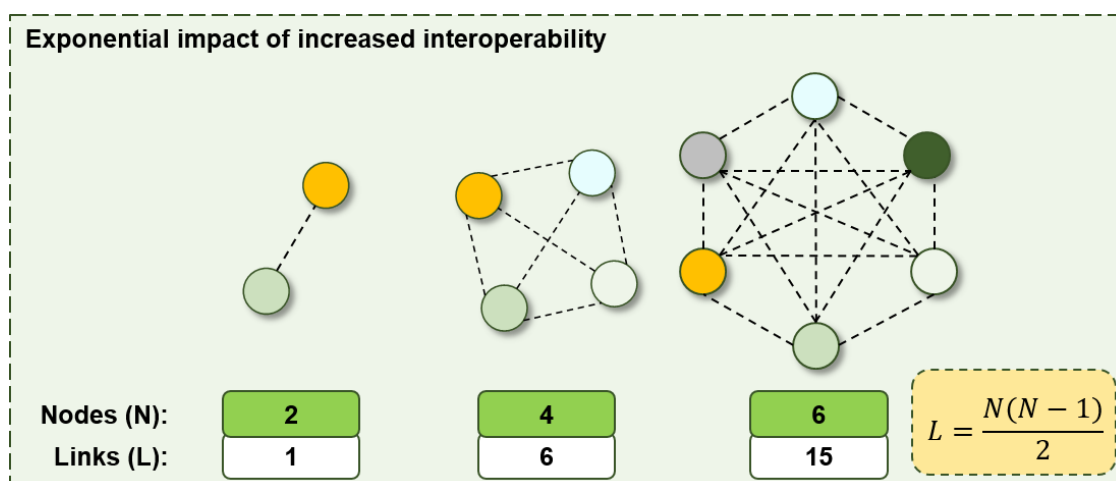 Exponential impact of increased interoperability
Nodes (N): 2 4 6
Links (L): 1 6 15
L = N(N − 1) / 2